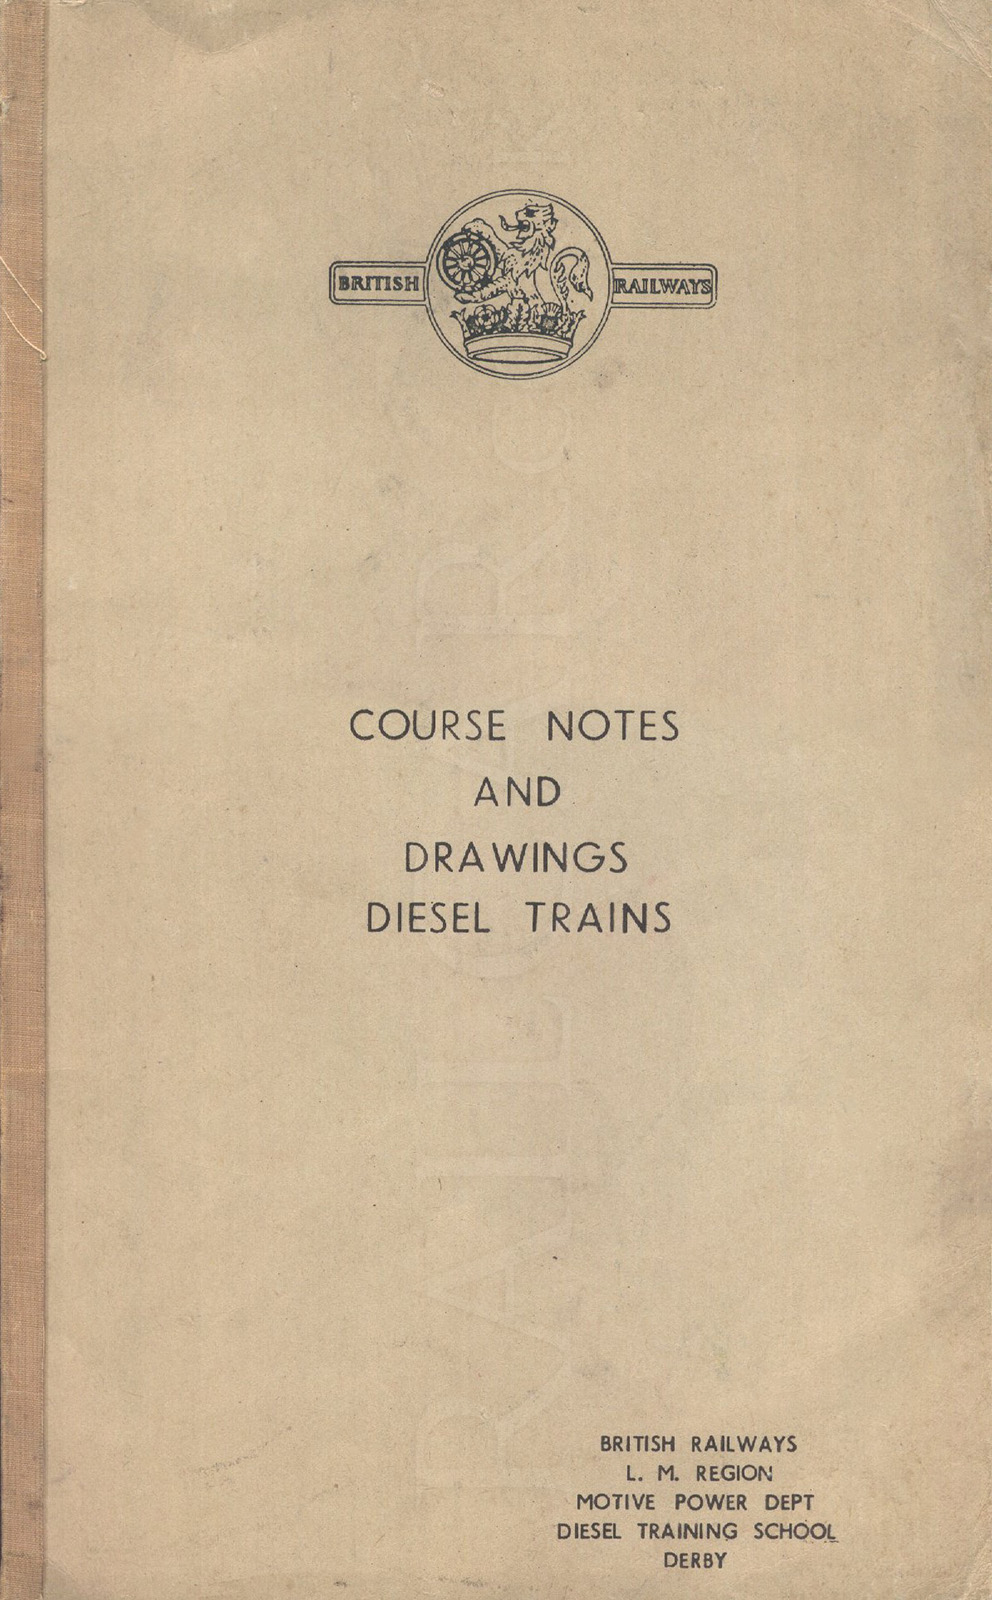 BRITISH RAILWAYS
COURSE NOTES
AND
DRAWINGS
DIESEL TRAINS
BRITISH RAILWAYS
L. M. REGION
MOTIVE POWER DEPT
DIESEL TRAINING SCHOOL
DERBY